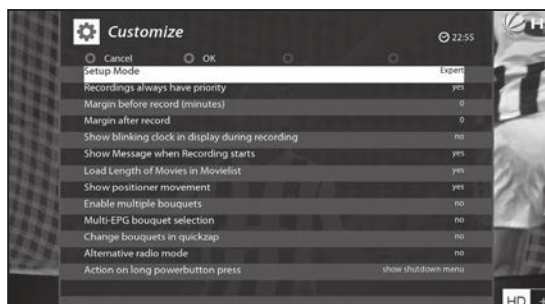 Customize
22:55
Cancel OK
Setup Mode Expert
Recordings always have priority yes
Margin before record (minutes) 0
Margin after record 0
Show blinking clock in display during recording no
Show Message when Recording starts yes
Load Length of Movies in Movielist yes
Show positioner movement yes
Enable multiple bouquets no
Multi-EPG bouquet selection no
Change bouquets in quickzap no
Alternative radio mode no
Action on long powerbutton press show shutdown menu
HD